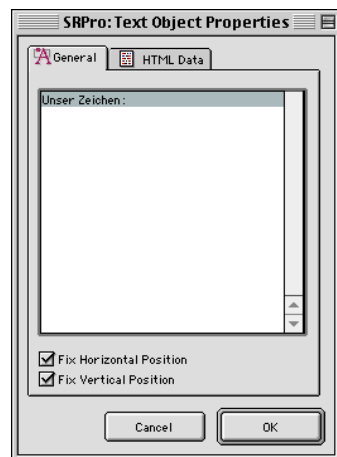 SRPro: Text Object Properties
General HTML Data
Unser Zeichen:
Fix Horizontal Position
Fix Vertical Position
Cancel OK